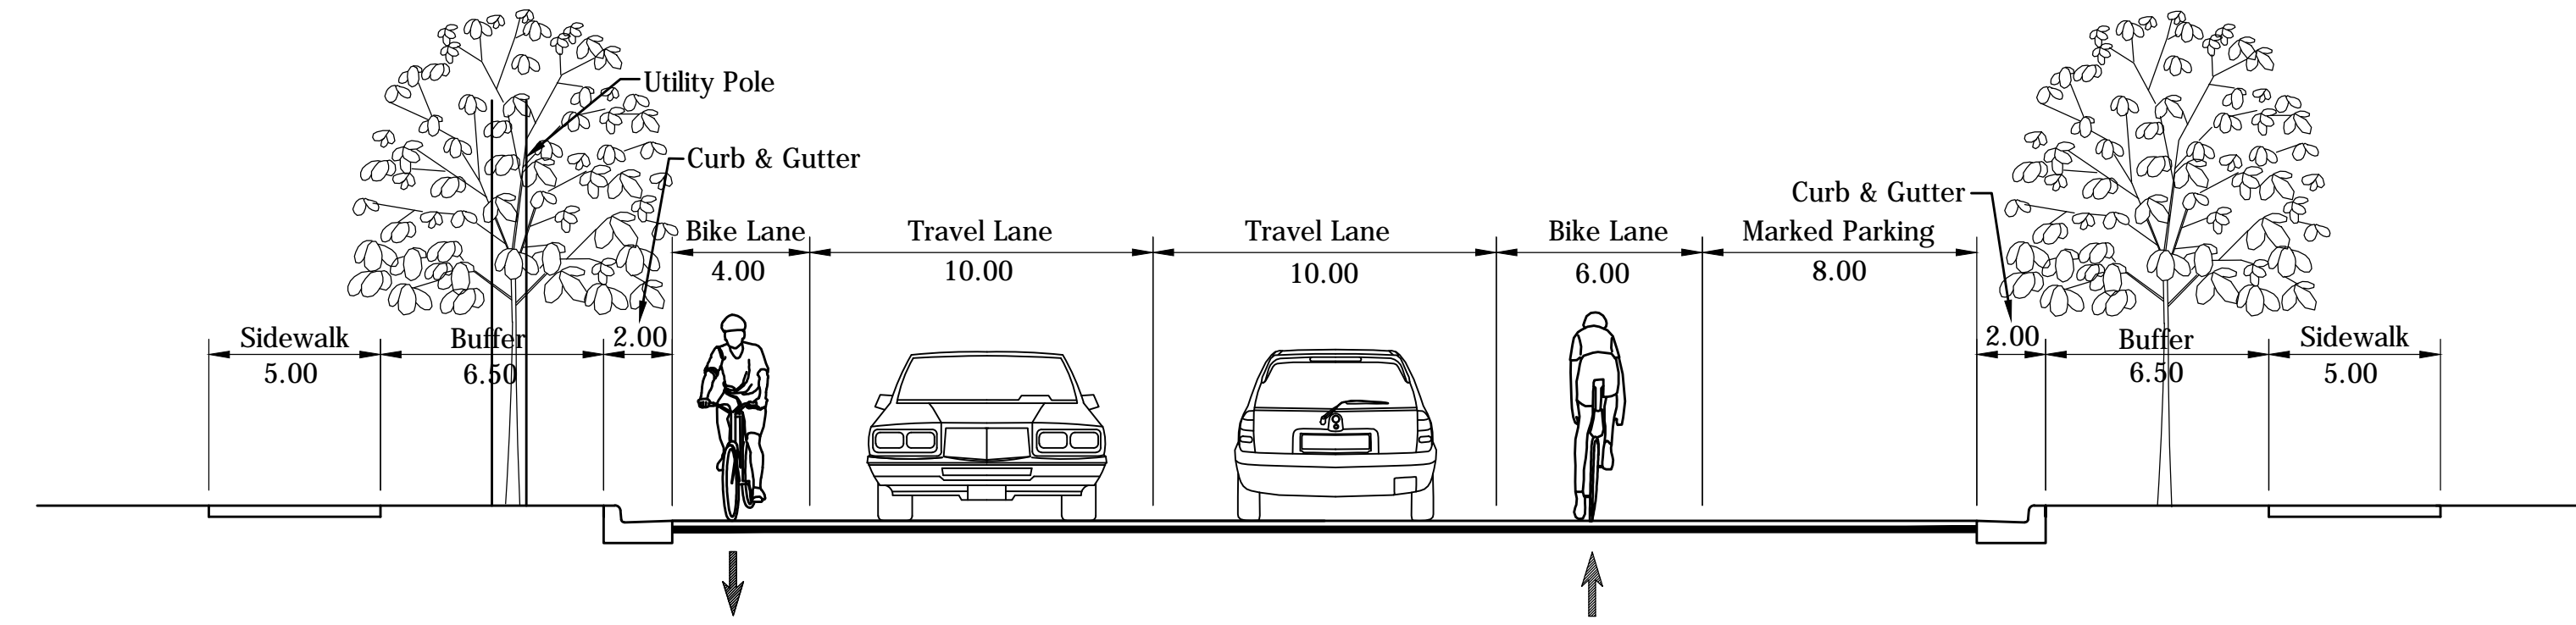 Utility Pole
Curb & Gutter
Curb & Gutter
Bike Lane
4.00
Travel Lane
10.00
Travel Lane
10.00
Bike Lane
6.00
Marked Parking
8.00
Sidewalk
5.00
Buffer
6.50
2.00
2.00
Buffer
6.50
Sidewalk
5.00